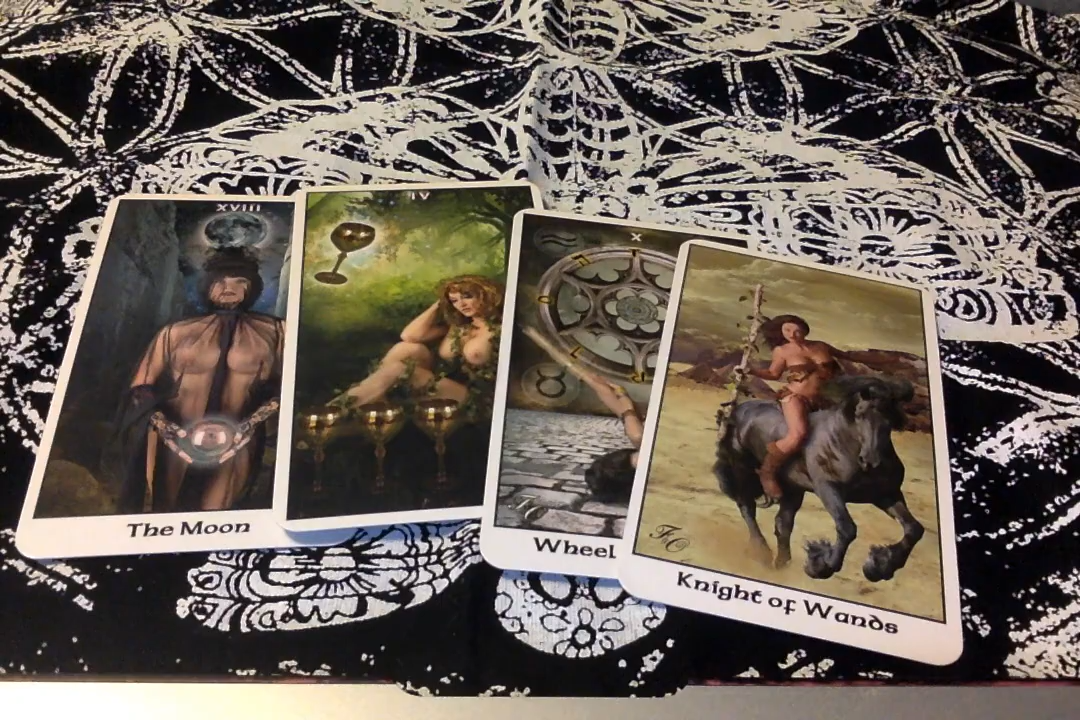 XVIII
The Moon
IV
X
Wheel
Knight of Wands